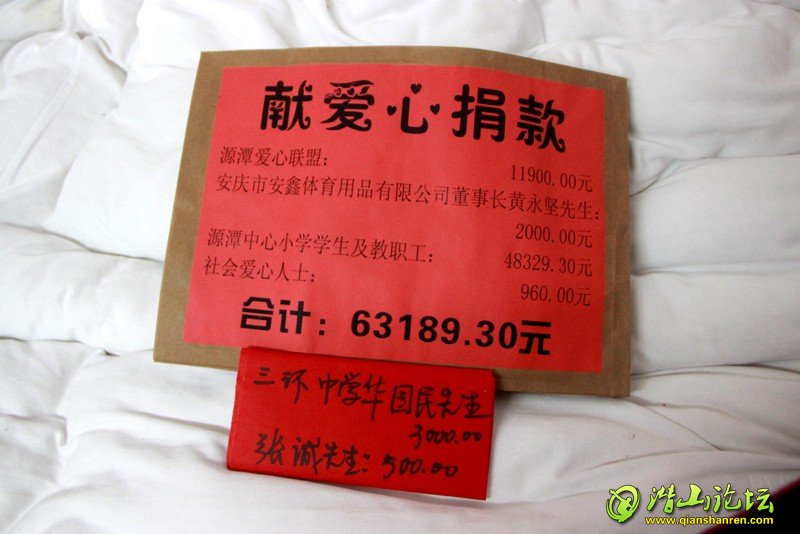 献爱心捐款
源潭爱心联盟： 11900.00元
安庆市安鑫体育用品有限公司董事长黄永坚先生：
2000.00元
源潭中心小学学生及教职工： 48329.30元
社会爱心人士： 960.00元
合计：63189.30元
三环中学华国民先生
3000.00
张诚先生：500.00
潜山论坛
www.qianshanren.com